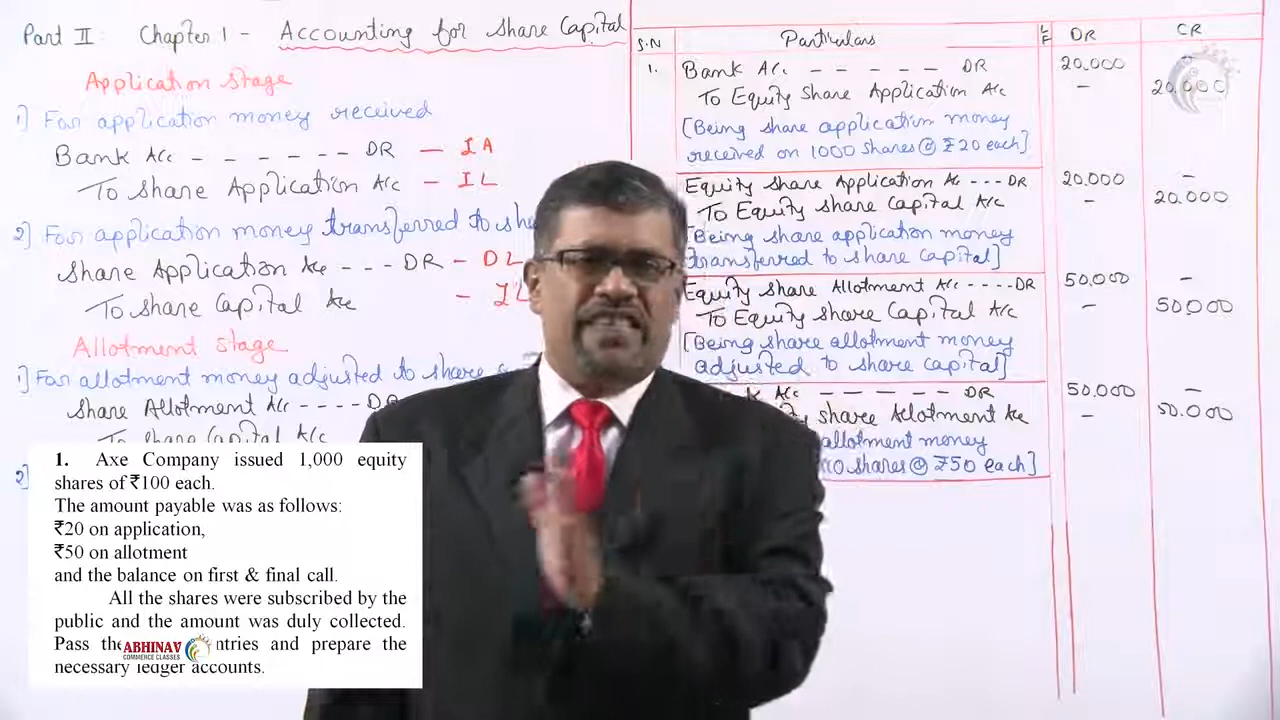 Part II Chapter 1 - Accounting for Share Capital
Application Stage
1) For application money received
Bank A/c - - - - - - DR - IA
To Share Application A/c - IL
2) For application money transferred to sh
Share Application A/c - - - DR - DL
To Share Capital A/c - IL
Allotment Stage
1) For allotment money adjusted to share
Share Allotment A/c - - - - DR
To Share Capital A/c
2)
1. Axe Company issued 1,000 equity
shares of ₹100 each.
The amount payable was as follows:
₹20 on application,
₹50 on allotment
and the balance on first & final call.
All the shares were subscribed by the
public and the amount was duly collected.
Pass the ntries and prepare the
necessary ledger accounts.
ABHINAV
COMMERCE CLASSES
S.N Particulars LF DR CR
1. Bank A/c - - - - - DR 20,000 -
To Equity Share Application A/c - 20,000
[Being share application money
received on 1000 shares @ ₹20 each]
Equity Share Application A/c - - - DR 20,000 -
To Equity Share Capital A/c - 20,000
[Being share application money
transferred to share capital]
Equity Share Allotment A/c - - - - DR 50,000 -
To Equity Share Capital A/c - 50,000
[Being share allotment money
adjusted to share capital]
A/c - - - - - DR 50,000 -
share Allotment A/c - 50,000
allotment money
shares @ ₹50 each]